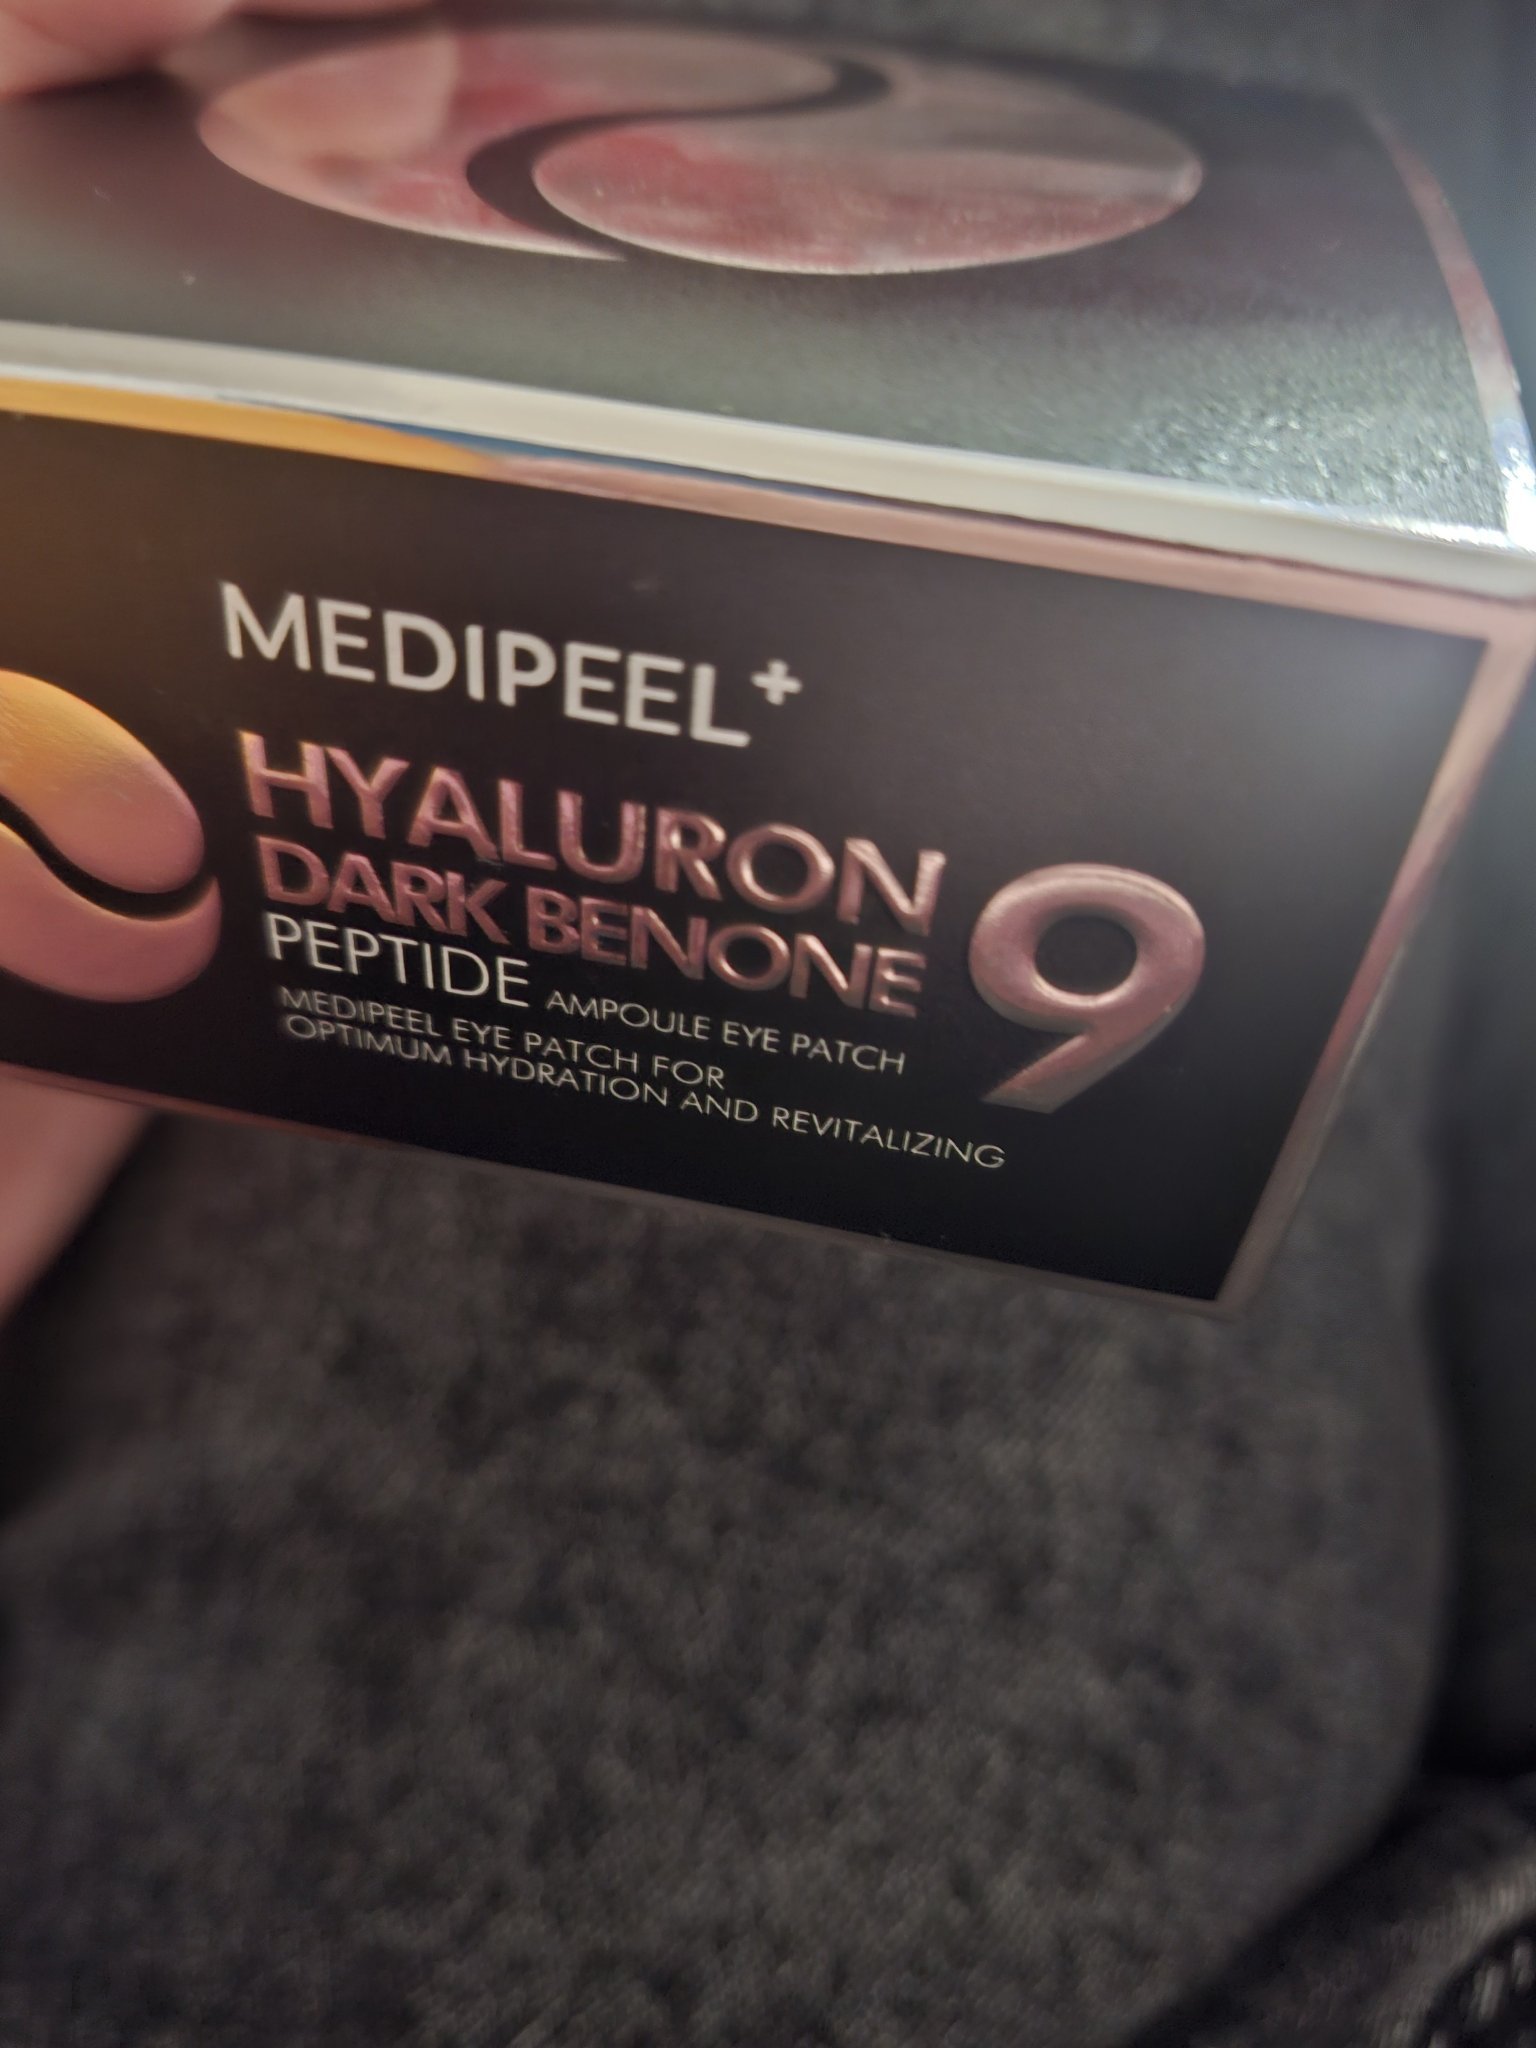 MEDIPEEL+
HYALURON
DARK BENONE 9
PEPTIDE AMPOULE EYE PATCH
MEDIPEEL EYE PATCH FOR
OPTIMUM HYDRATION AND REVITALIZING